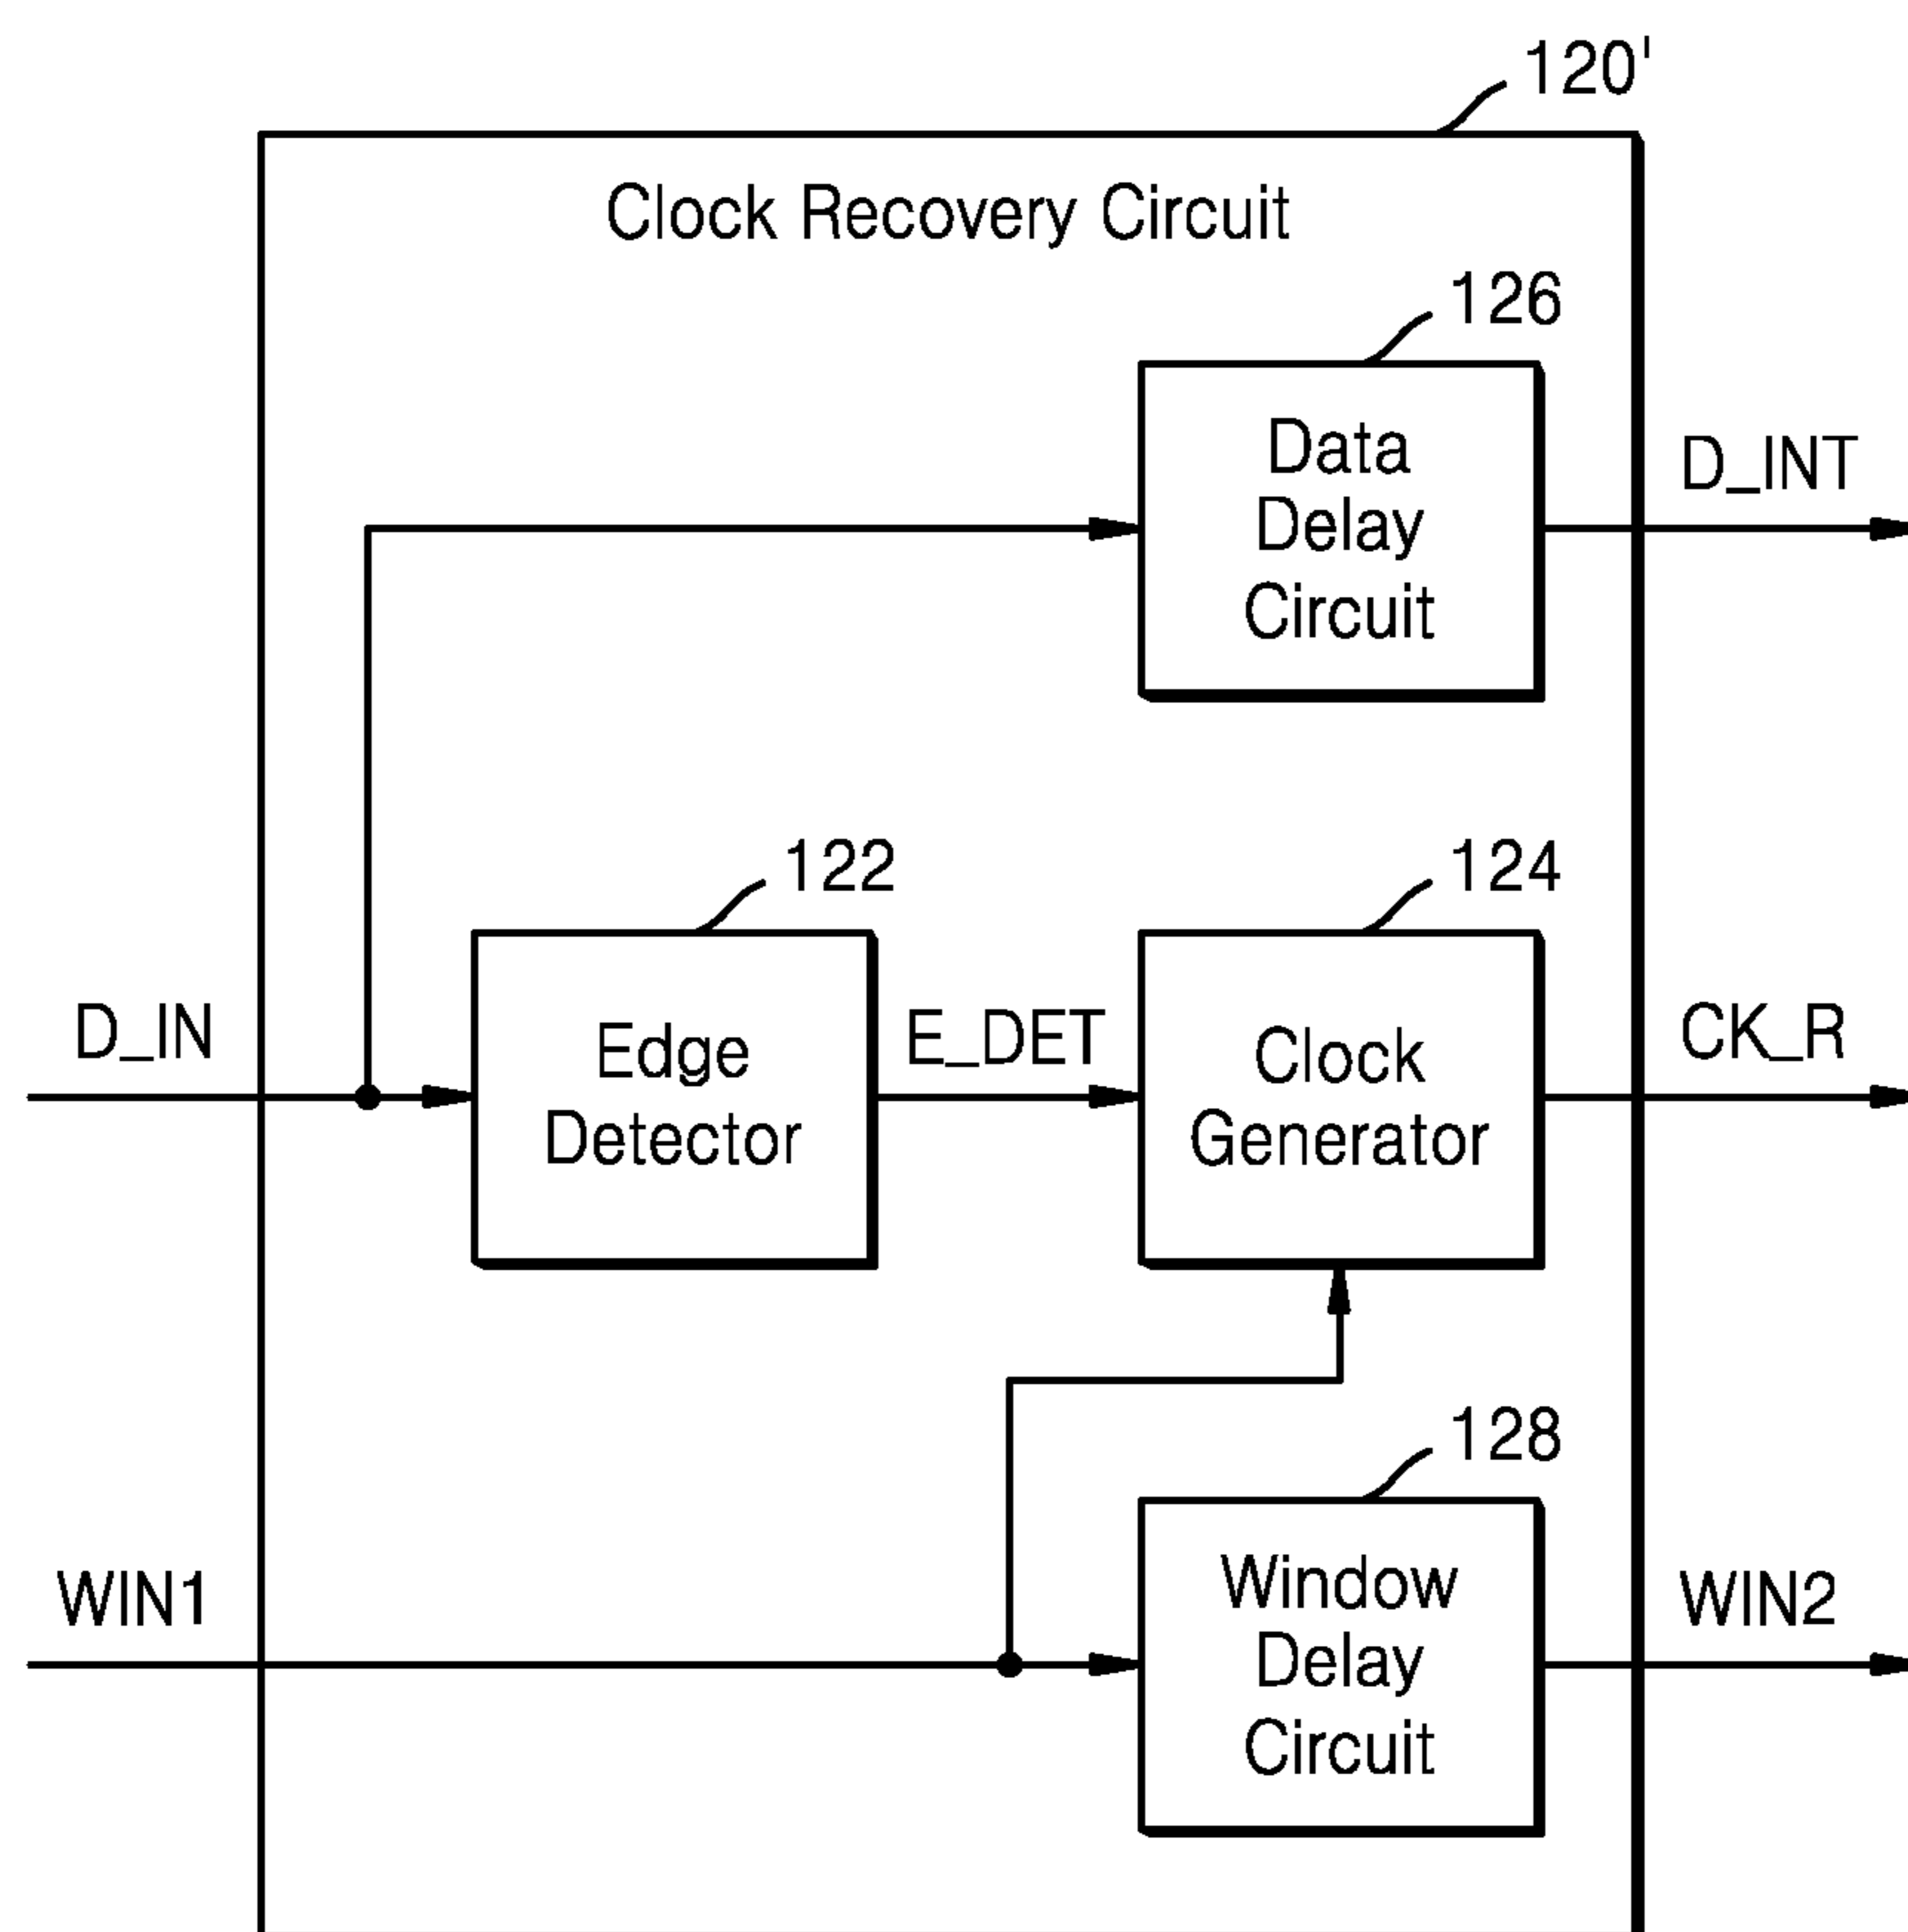 120'
Clock Recovery Circuit
126
Data
Delay
Circuit
D_INT
122
124
D_IN
Edge
Detector
E_DET
Clock
Generator
CK_R
128
WIN1
Window
Delay
Circuit
WIN2